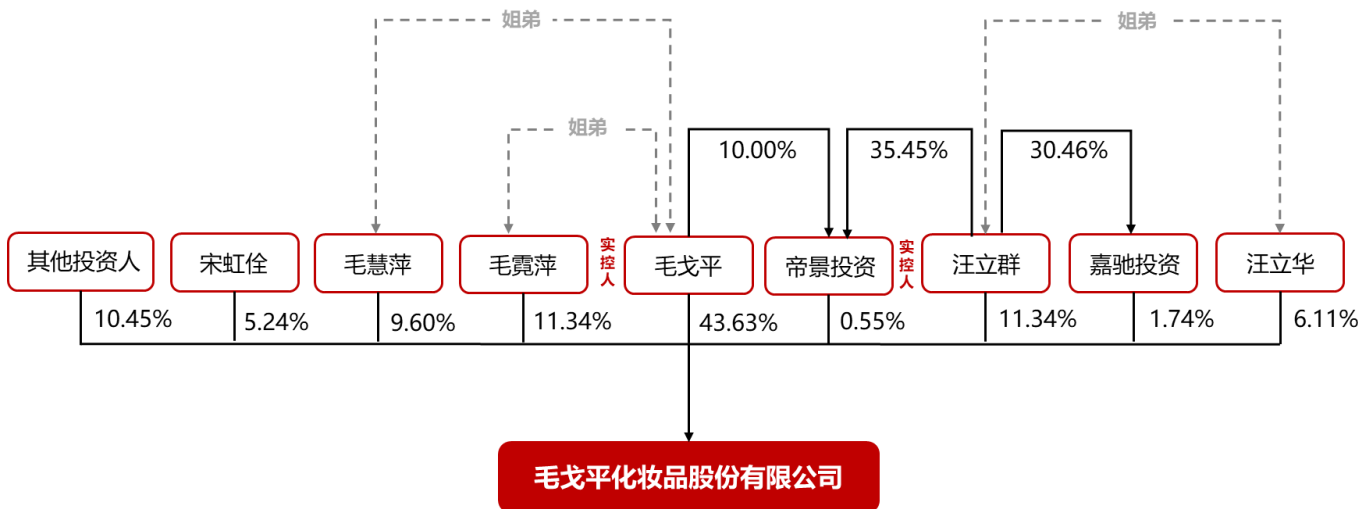 姐弟
姐弟
姐弟
10.00%
35.45%
30.46%
其他投资人
宋虹佺
毛慧萍
毛霓萍
实控人
毛戈平
帝景投资
实控人
汪立群
嘉驰投资
汪立华
10.45%
5.24%
9.60%
11.34%
43.63%
0.55%
11.34%
1.74%
6.11%
毛戈平化妆品股份有限公司